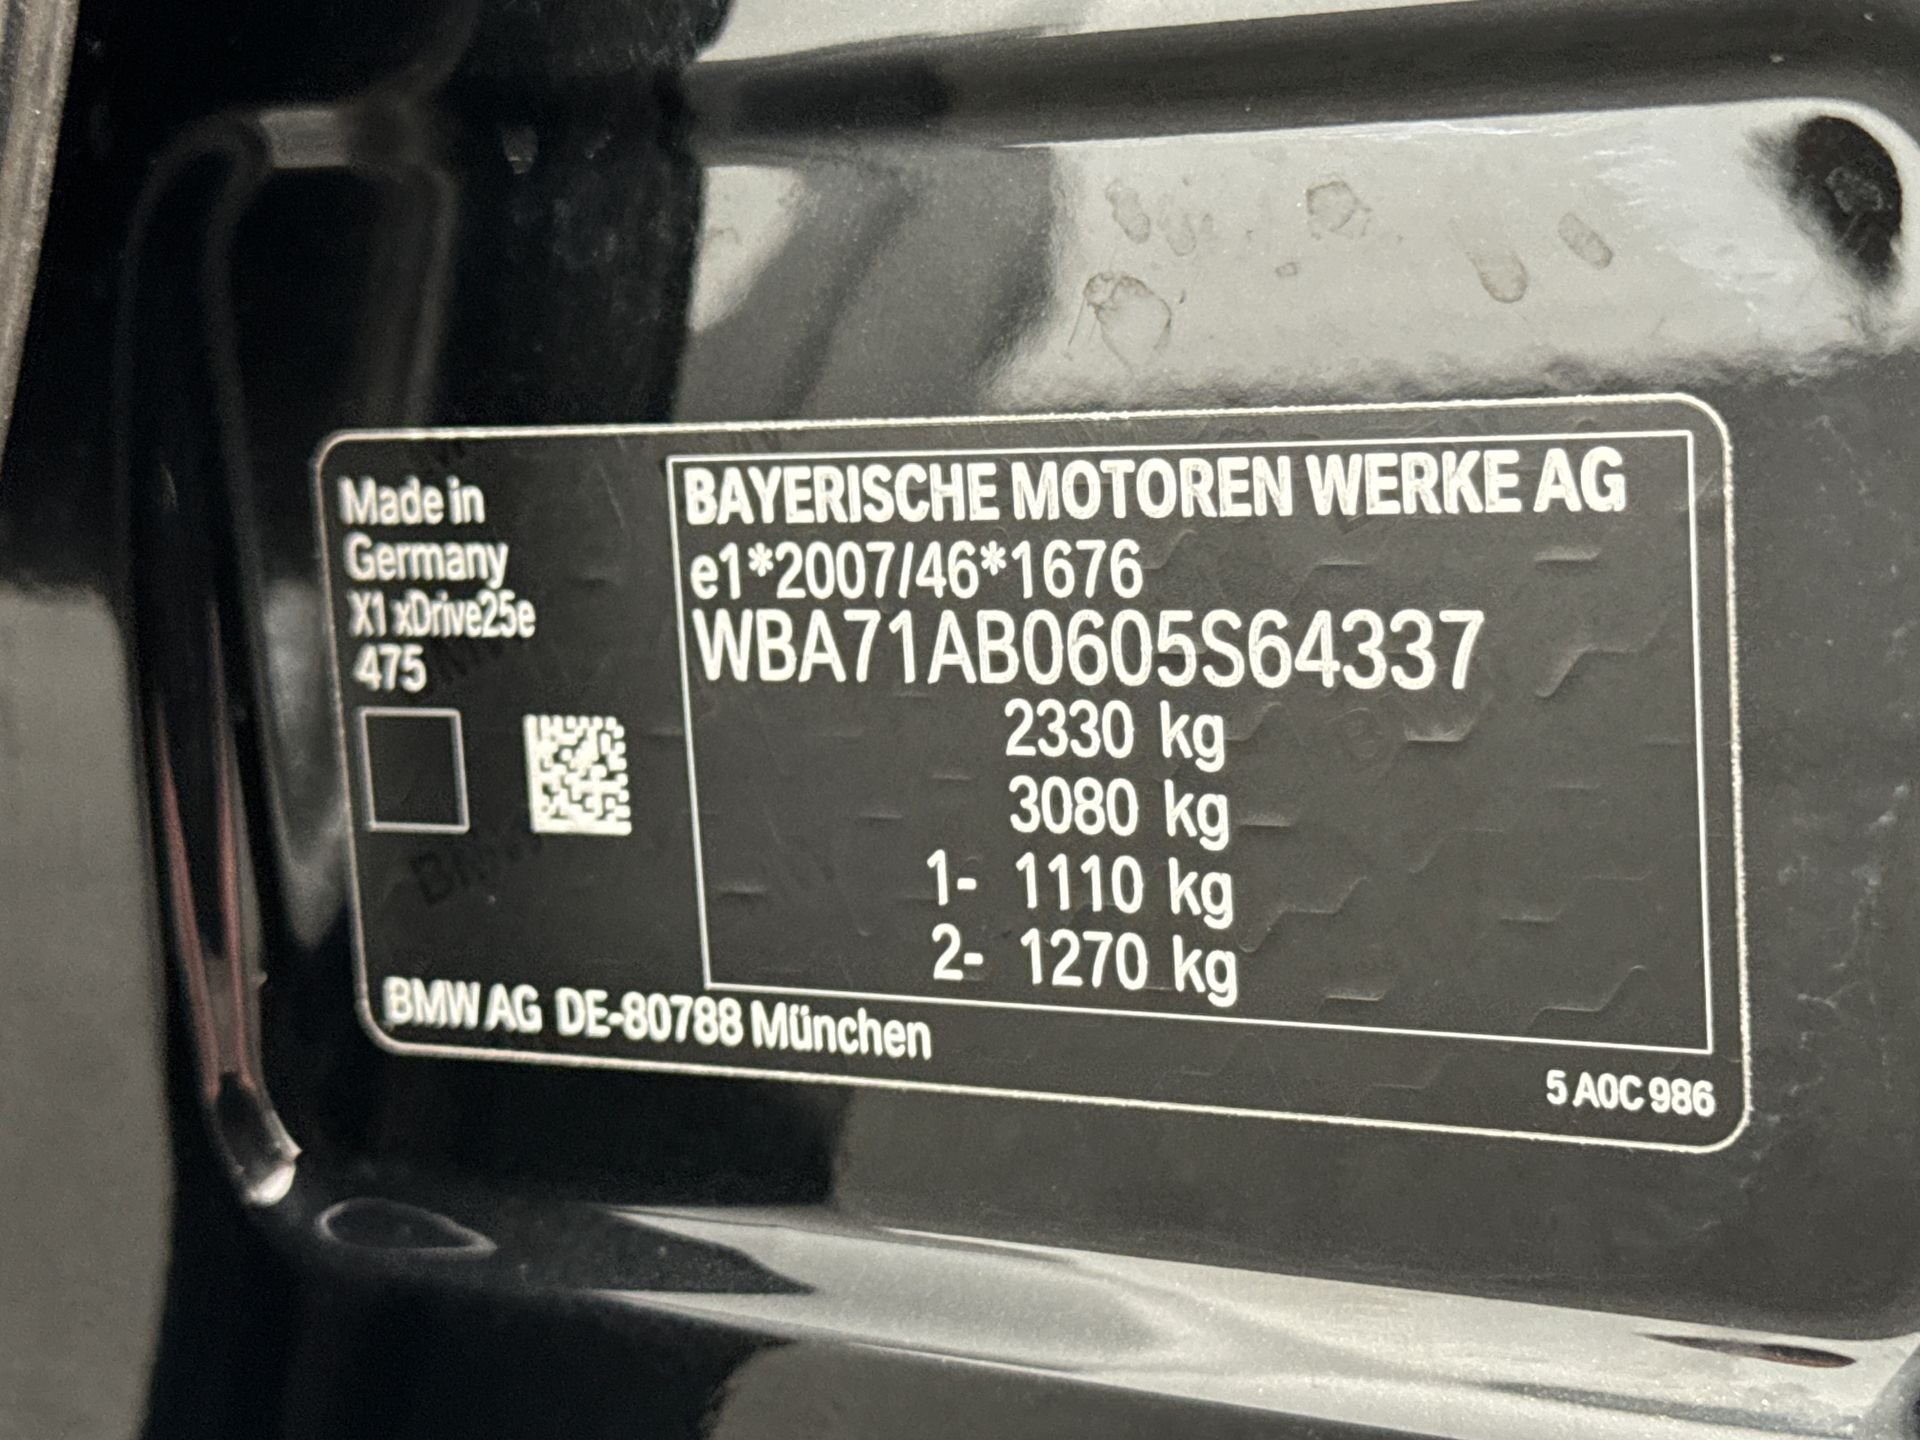 Made in
Germany
X1 xDrive25e
475
BAYERISCHE MOTOREN WERKE AG
e1*2007/46*1676
WBA71AB0605S64337
2330 kg
3080 kg
1- 1110 kg
2- 1270 kg
BMW AG DE-80788 München
5 A0C 986